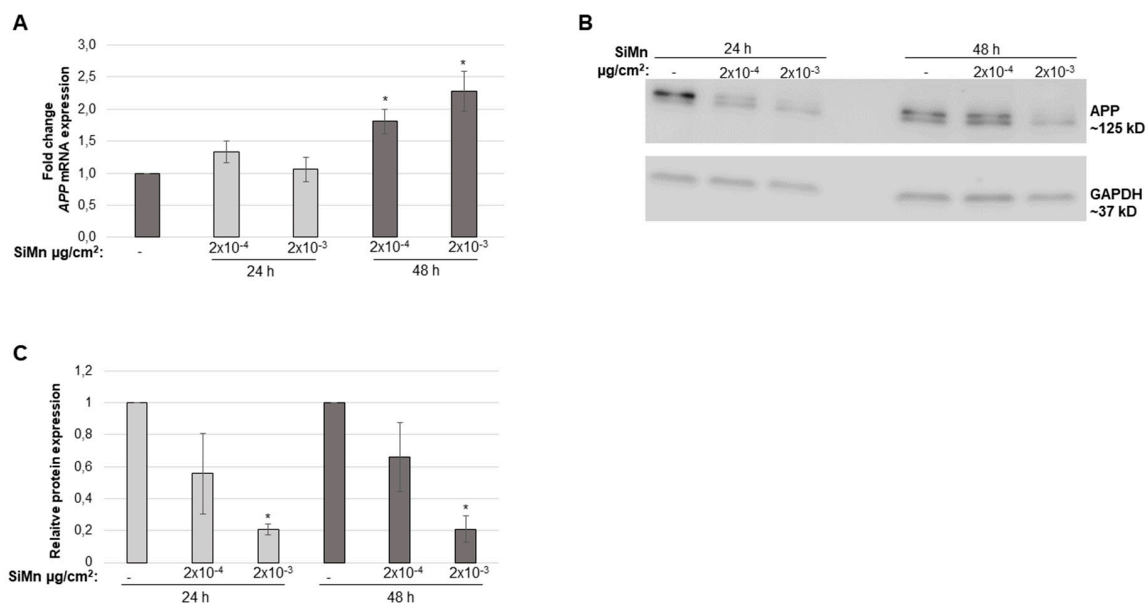 A
Fold change
APP mRNA expression
3,0
2,5
2,0
1,5
1,0
0,5
0,0
*
*
SiMn µg/cm²: - 2x10⁻⁴ 2x10⁻³ 2x10⁻⁴ 2x10⁻³
24 h 48 h
B
SiMn 24 h 48 h
µg/cm²: - 2x10⁻⁴ 2x10⁻³ - 2x10⁻⁴ 2x10⁻³
APP
~125 kD
GAPDH
~37 kD
C
Relaitve protein expression
1,2
1
0,8
0,6
0,4
0,2
0
*
*
SiMn µg/cm²: - 2x10⁻⁴ 2x10⁻³ - 2x10⁻⁴ 2x10⁻³
24 h 48 h